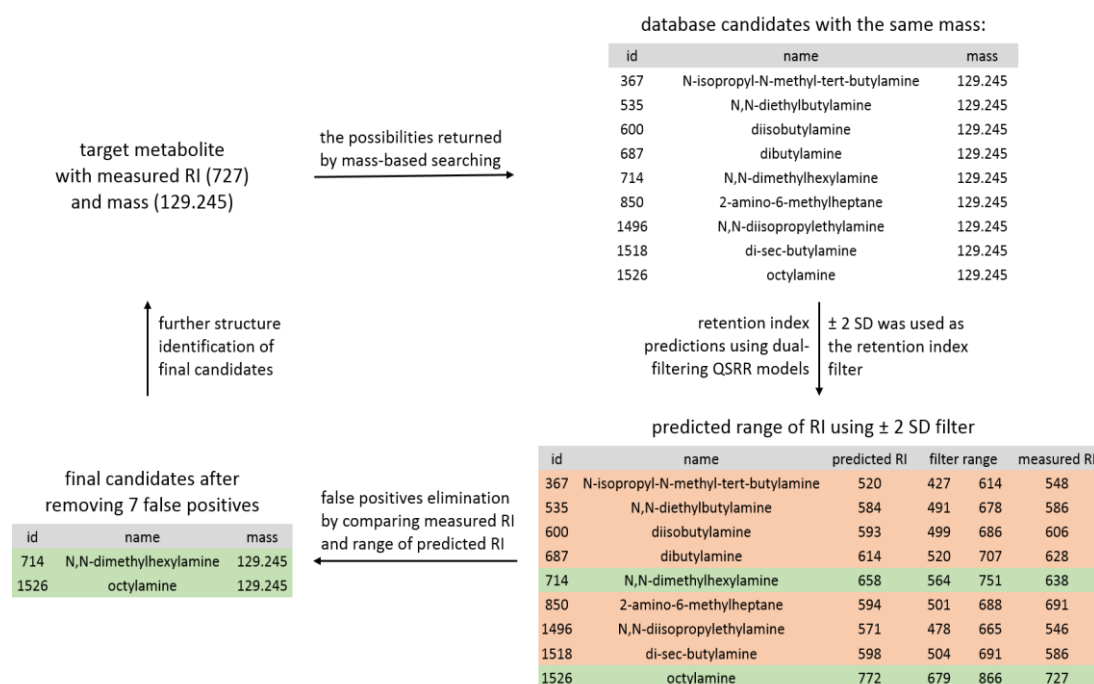 database candidates with the same mass:
id name mass
367 N-isopropyl-N-methyl-tert-butylamine 129.245
535 N,N-diethylbutylamine 129.245
600 diisobutylamine 129.245
687 dibutylamine 129.245
714 N,N-dimethylhexylamine 129.245
850 2-amino-6-methylheptane 129.245
1496 N,N-diisopropylethylamine 129.245
1518 di-sec-butylamine 129.245
1526 octylamine 129.245
target metabolite
with measured RI (727)
and mass (129.245)
the possibilities returned
by mass-based searching
retention index
predictions using dual-
filtering QSRR models
± 2 SD was used as
the retention index
filter
predicted range of RI using ± 2 SD filter
id name predicted RI filter range measured RI
367 N-isopropyl-N-methyl-tert-butylamine 520 427 614 548
535 N,N-diethylbutylamine 584 491 678 586
600 diisobutylamine 593 499 686 606
687 dibutylamine 614 520 707 628
714 N,N-dimethylhexylamine 658 564 751 638
850 2-amino-6-methylheptane 594 501 688 691
1496 N,N-diisopropylethylamine 571 478 665 546
1518 di-sec-butylamine 598 504 691 586
1526 octylamine 772 679 866 727
false positives elimination
by comparing measured RI
and range of predicted RI
final candidates after
removing 7 false positives
id name mass
714 N,N-dimethylhexylamine 129.245
1526 octylamine 129.245
further structure
identification of
final candidates